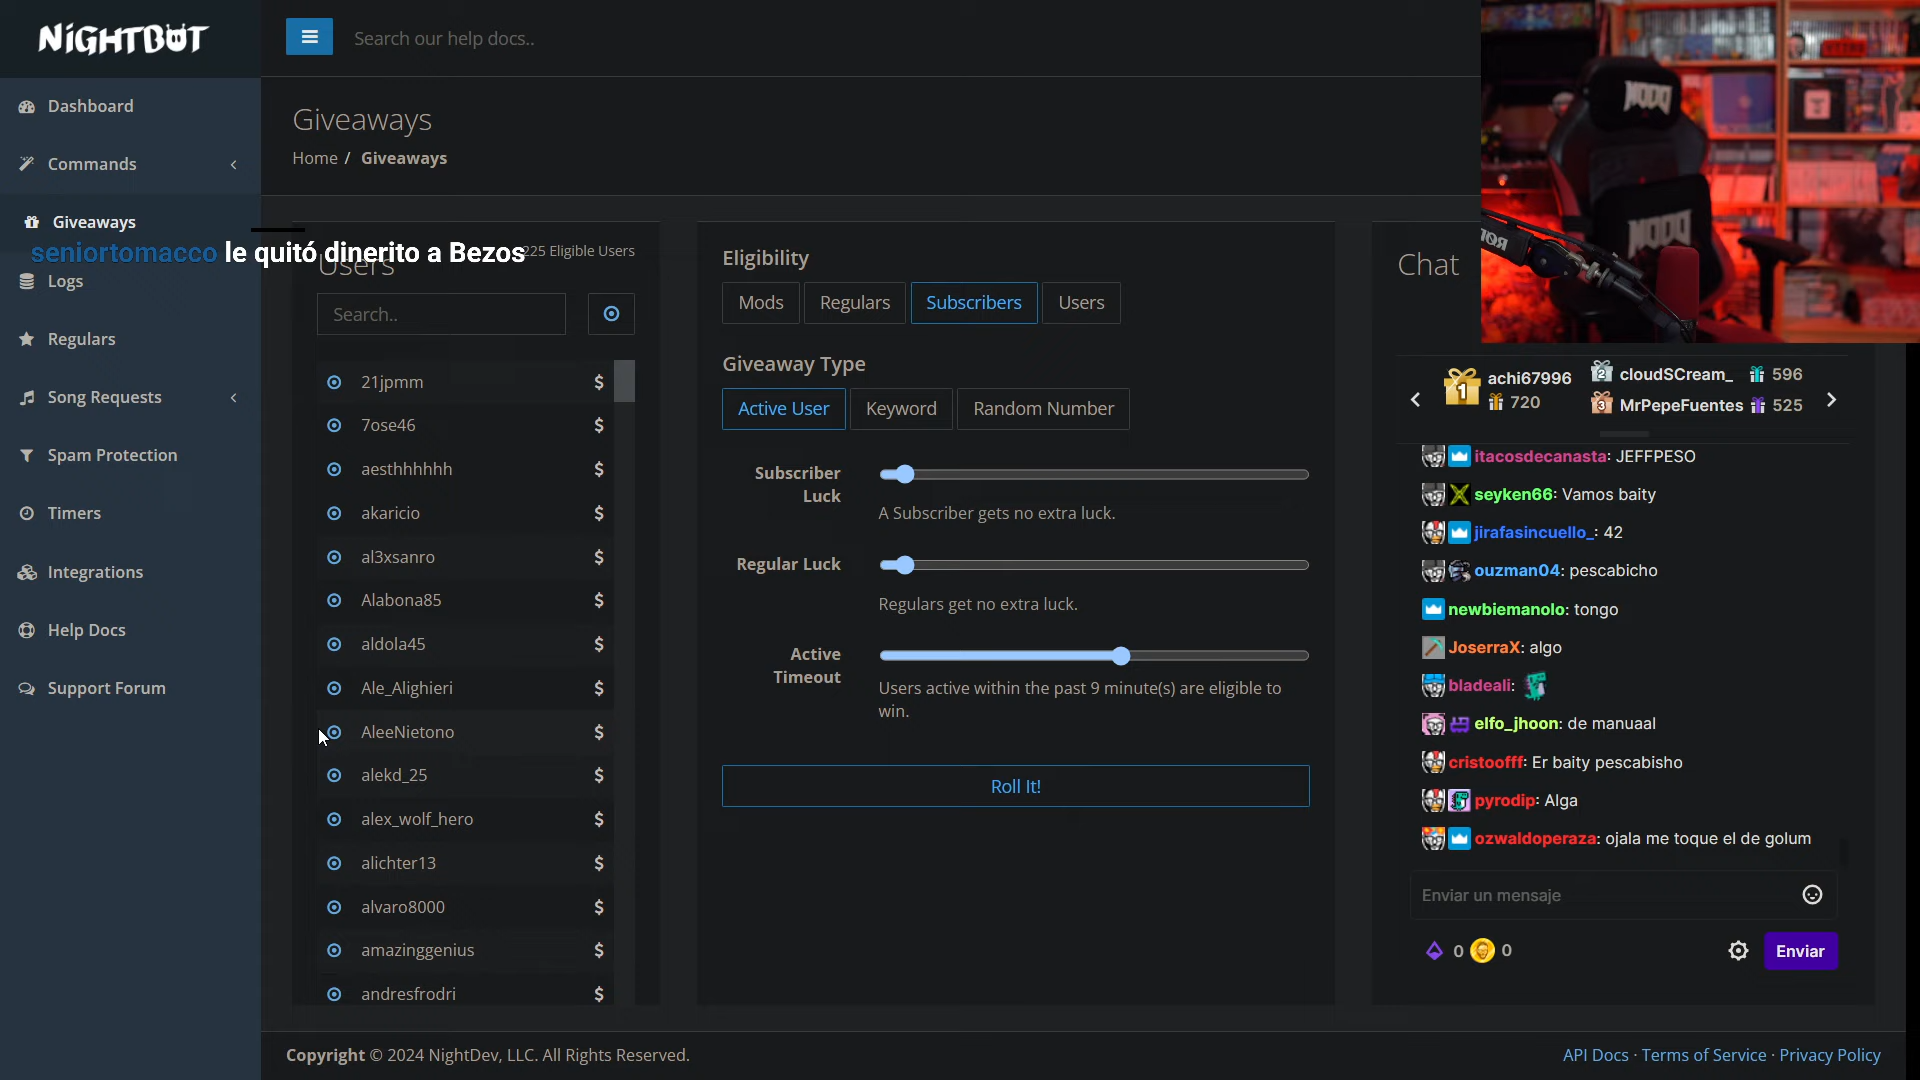 NIGHTBOT
Search our help docs..
Dashboard
Commands
Giveaways
Logs
Regulars
Song Requests
Spam Protection
Timers
Integrations
Help Docs
Support Forum
seniortomacco le quitó dinerito a Bezos
Giveaways
Home / Giveaways
Users
225 Eligible Users
Search..
21jpmm $
7ose46 $
aesthhhhhh $
akaricio $
al3xsanro $
Alabona85 $
aldola45 $
Ale_Alighieri $
AleeNietono $
alekd_25 $
alex_wolf_hero $
alichter13 $
alvaro8000 $
amazinggenius $
andresfrodri $
Eligibility
Mods Regulars Subscribers Users
Giveaway Type
Active User Keyword Random Number
Subscriber
Luck
A Subscriber gets no extra luck.
Regular Luck
Regulars get no extra luck.
Active
Timeout
Users active within the past 9 minute(s) are eligible to
win.
Roll It!
Chat
1 achi67996
720
2 cloudSCream_ 596
3 MrPepeFuentes 525
itacosdecanasta: JEFFPESO
seyken66: Vamos baity
jirafasincuello_: 42
ouzman04: pescabicho
newbiemanolo: tongo
JoserraX: algo
bladeali:
elfo_jhoon: de manuaal
cristoofff: Er baity pescabisho
pyrodip: Alga
ozwaldoperaza: ojala me toque el de golum
Enviar un mensaje
0 0
Enviar
Copyright © 2024 NightDev, LLC. All Rights Reserved.
API Docs · Terms of Service · Privacy Policy